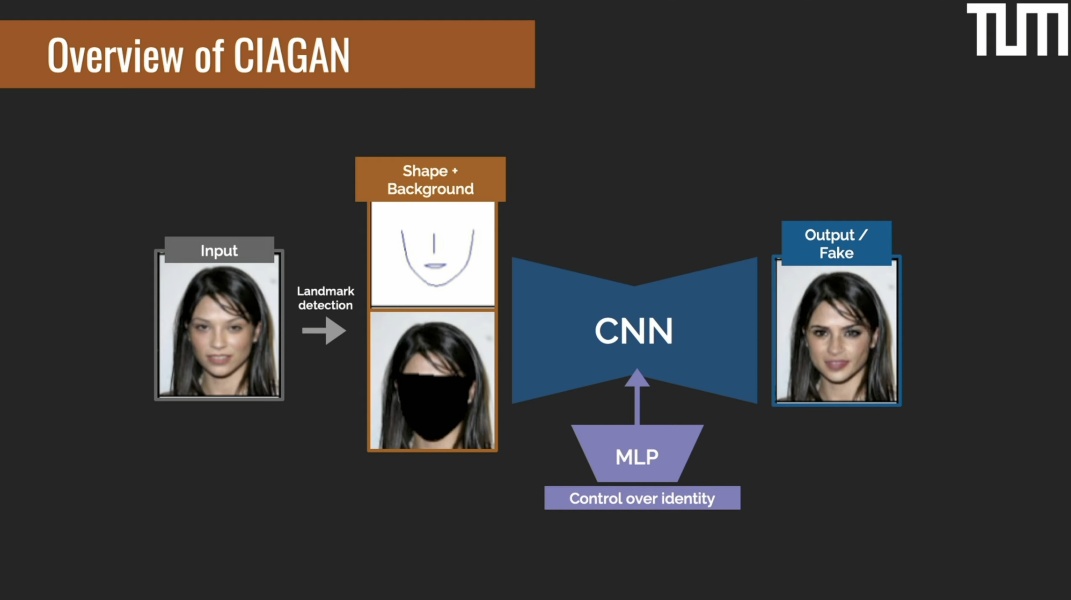 Overview of CIAGAN
TUM
Shape +
Background
Input
Landmark
detection
CNN
Output /
Fake
MLP
Control over identity